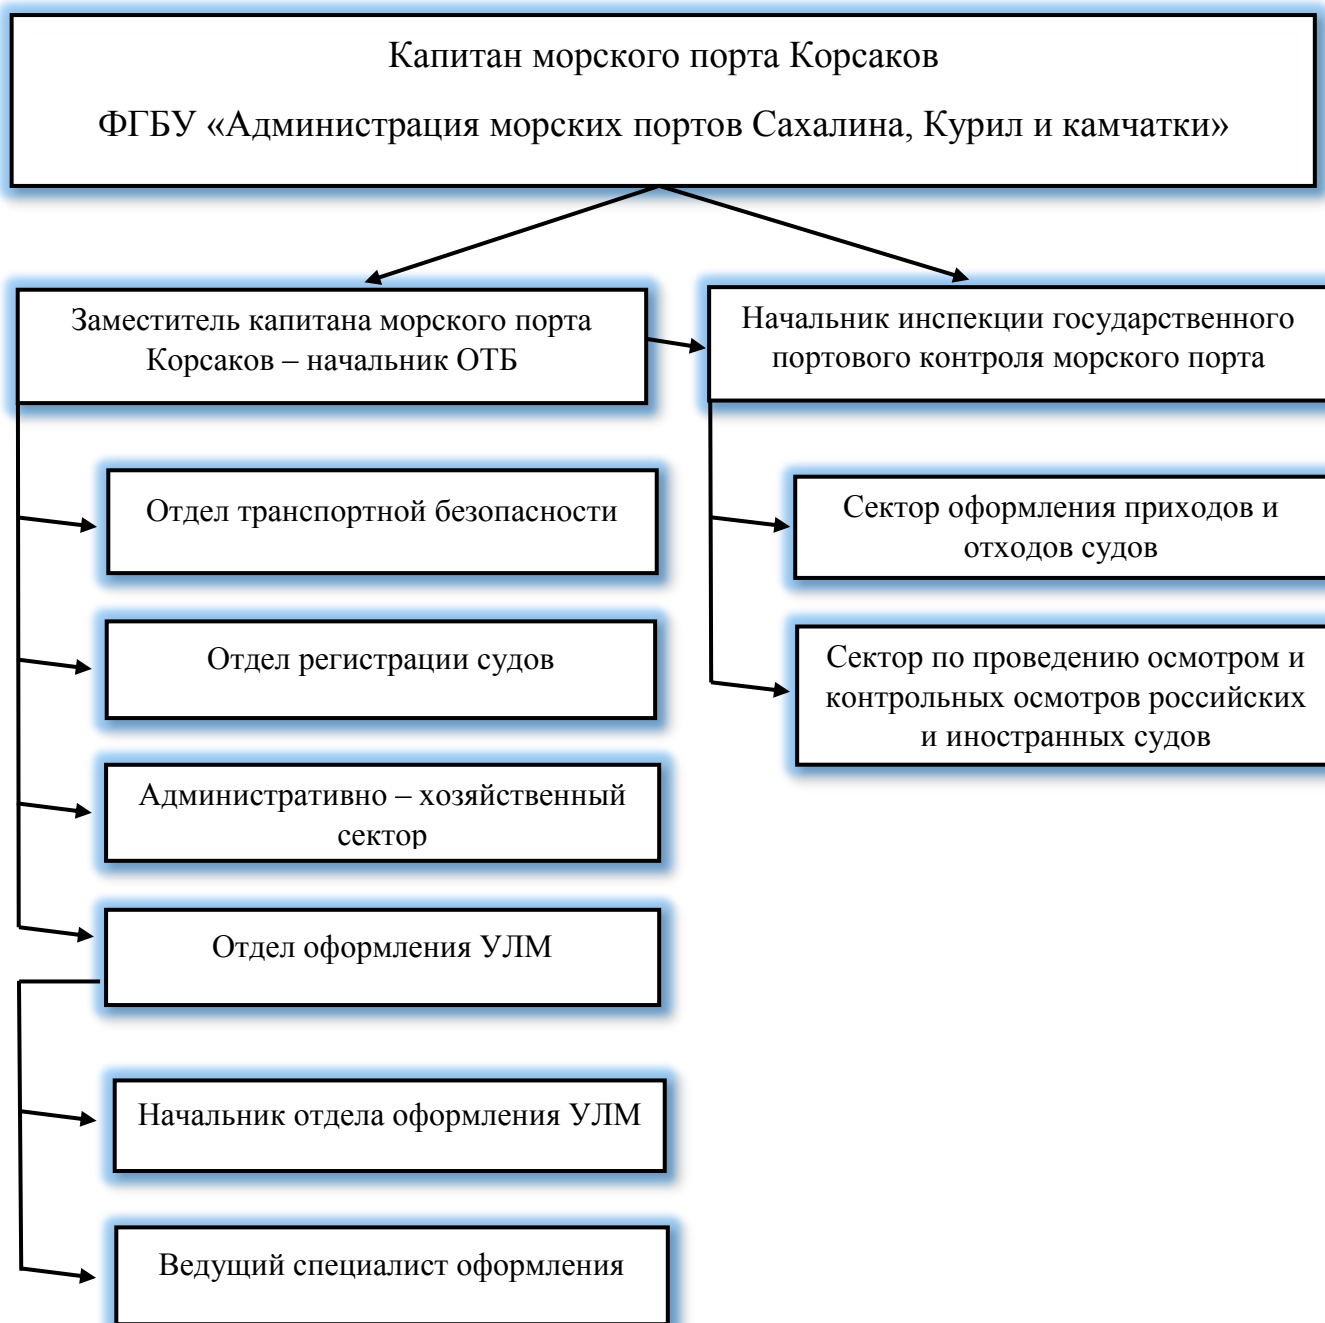 Капитан морского порта Корсаков
ФГБУ «Администрация морских портов Сахалина, Курил и камчатки»
Заместитель капитана морского порта
Корсаков – начальник ОТБ
Начальник инспекции государственного
портового контроля морского порта
Отдел транспортной безопасности
Сектор оформления приходов и
отходов судов
Отдел регистрации судов
Сектор по проведению осмотром и
контрольных осмотров российских
и иностранных судов
Административно – хозяйственный
сектор
Отдел оформления УЛМ
Начальник отдела оформления УЛМ
Ведущий специалист оформления